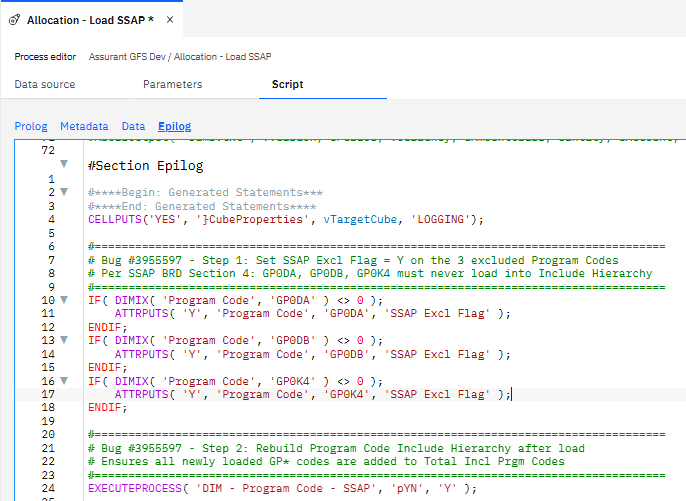 Allocation - Load SSAP * ×
Process editor Assurant GFS Dev / Allocation - Load SSAP
Data source Parameters Script
Prolog Metadata Data Epilog
72
#Section Epilog
1
2 #****Begin: Generated Statements***
3 #****End: Generated Statements****
4 CELLPUTS('YES', '}CubeProperties', vTargetCube, 'LOGGING');
5
6 #================================================================================
7 # Bug #3955597 - Step 1: Set SSAP Excl Flag = Y on the 3 excluded Program Codes
8 # Per SSAP BRD Section 4: GP0DA, GP0DB, GP0K4 must never load into Include Hierarchy
9 #================================================================================
10 IF( DIMIX( 'Program Code', 'GP0DA' ) <> 0 );
11 ATTRPUTS( 'Y', 'Program Code', 'GP0DA', 'SSAP Excl Flag' );
12 ENDIF;
13 IF( DIMIX( 'Program Code', 'GP0DB' ) <> 0 );
14 ATTRPUTS( 'Y', 'Program Code', 'GP0DB', 'SSAP Excl Flag' );
15 ENDIF;
16 IF( DIMIX( 'Program Code', 'GP0K4' ) <> 0 );
17 ATTRPUTS( 'Y', 'Program Code', 'GP0K4', 'SSAP Excl Flag' );
18 ENDIF;
19
20 #================================================================================
21 # Bug #3955597 - Step 2: Rebuild Program Code Include Hierarchy after load
22 # Ensures all newly loaded GP* codes are added to Total Incl Prgm Codes
23 #================================================================================
24 EXECUTEPROCESS( 'DIM - Program Code - SSAP', 'pYN', 'Y' );